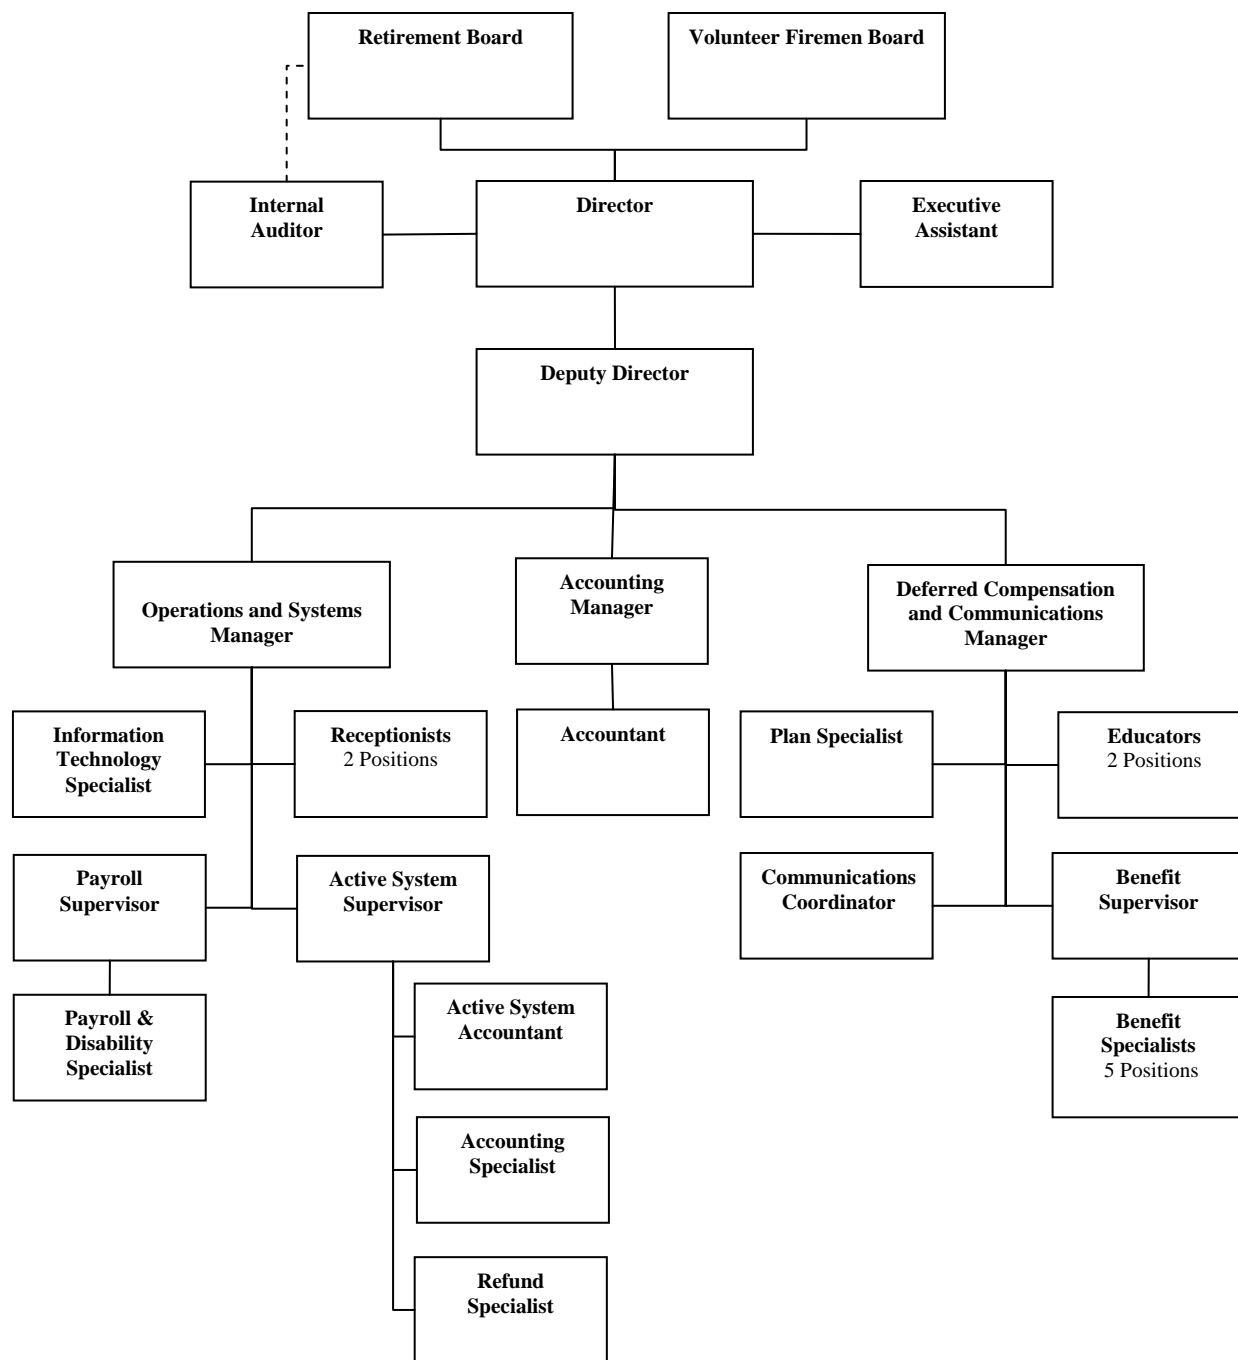 Retirement Board
Volunteer Firemen Board
Internal
Auditor
Director
Executive
Assistant
Deputy Director
Operations and Systems
Manager
Accounting
Manager
Deferred Compensation
and Communications
Manager
Information
Technology
Specialist
Receptionists
2 Positions
Accountant
Plan Specialist
Educators
2 Positions
Payroll
Supervisor
Active System
Supervisor
Communications
Coordinator
Benefit
Supervisor
Payroll &
Disability
Specialist
Active System
Accountant
Benefit
Specialists
5 Positions
Accounting
Specialist
Refund
Specialist